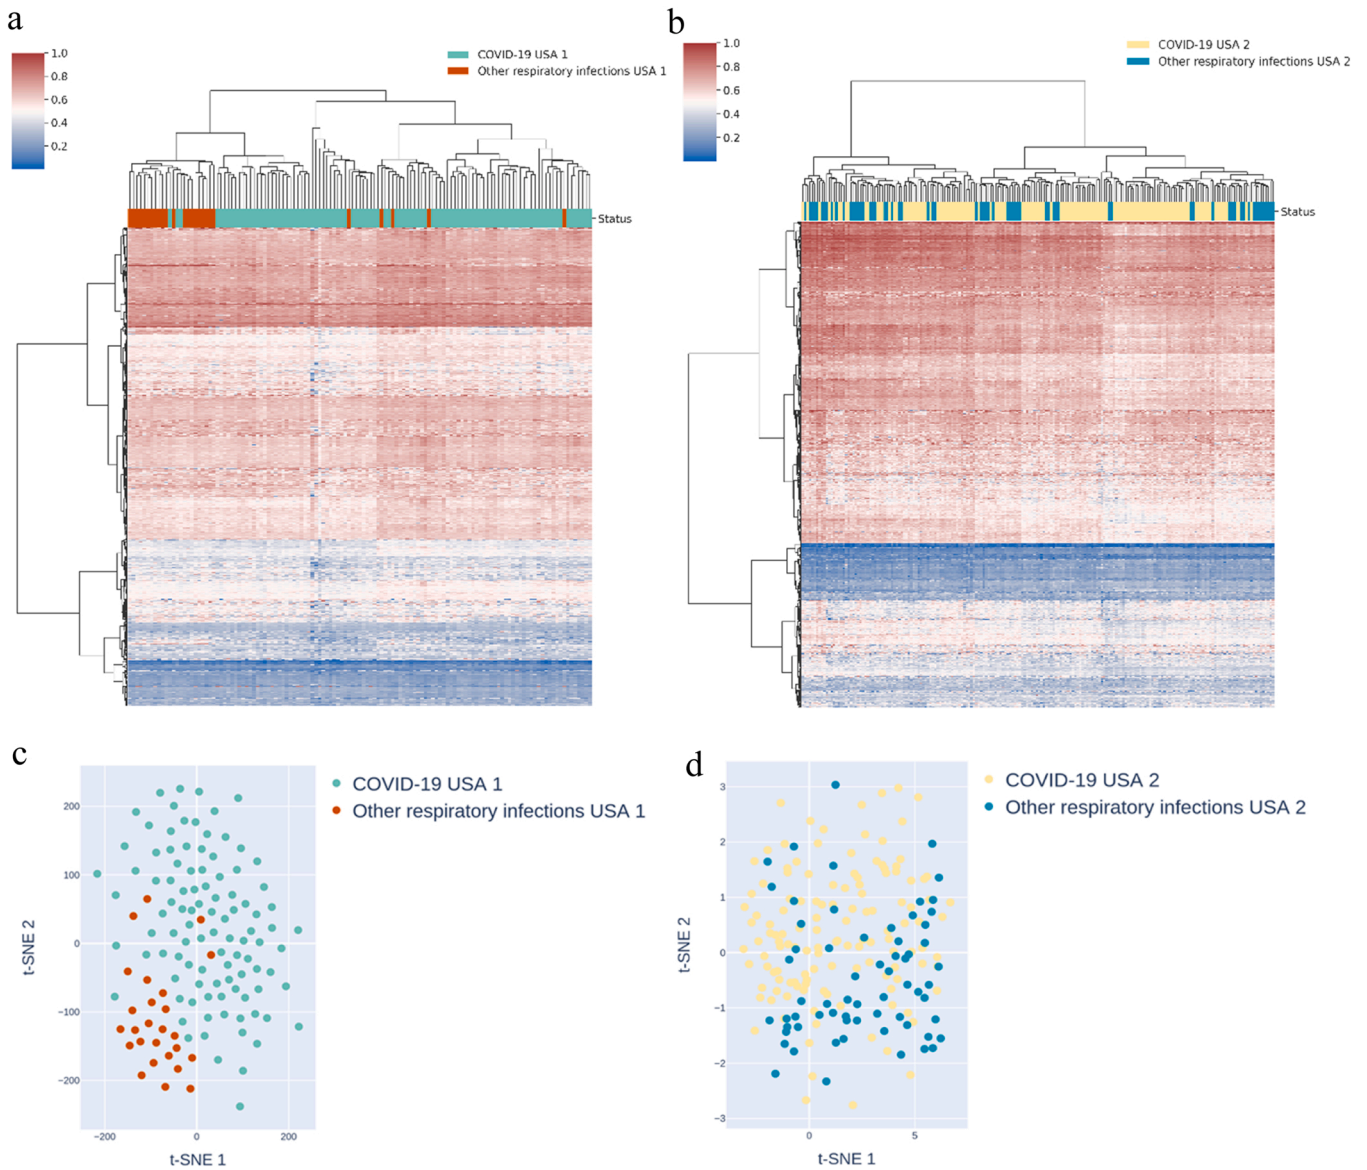 a
1.0
0.8
0.6
0.4
0.2
COVID-19 USA 1
Other respiratory infections USA 1
Status
b
1.0
0.8
0.6
0.4
0.2
COVID-19 USA 2
Other respiratory infections USA 2
Status
c
COVID-19 USA 1
Other respiratory infections USA 1
t-SNE 2
200
100
0
−100
−200
−200
0
200
t-SNE 1
d
COVID-19 USA 2
Other respiratory infections USA 2
t-SNE 2
3
2
1
0
−1
−2
−3
0
5
t-SNE 1